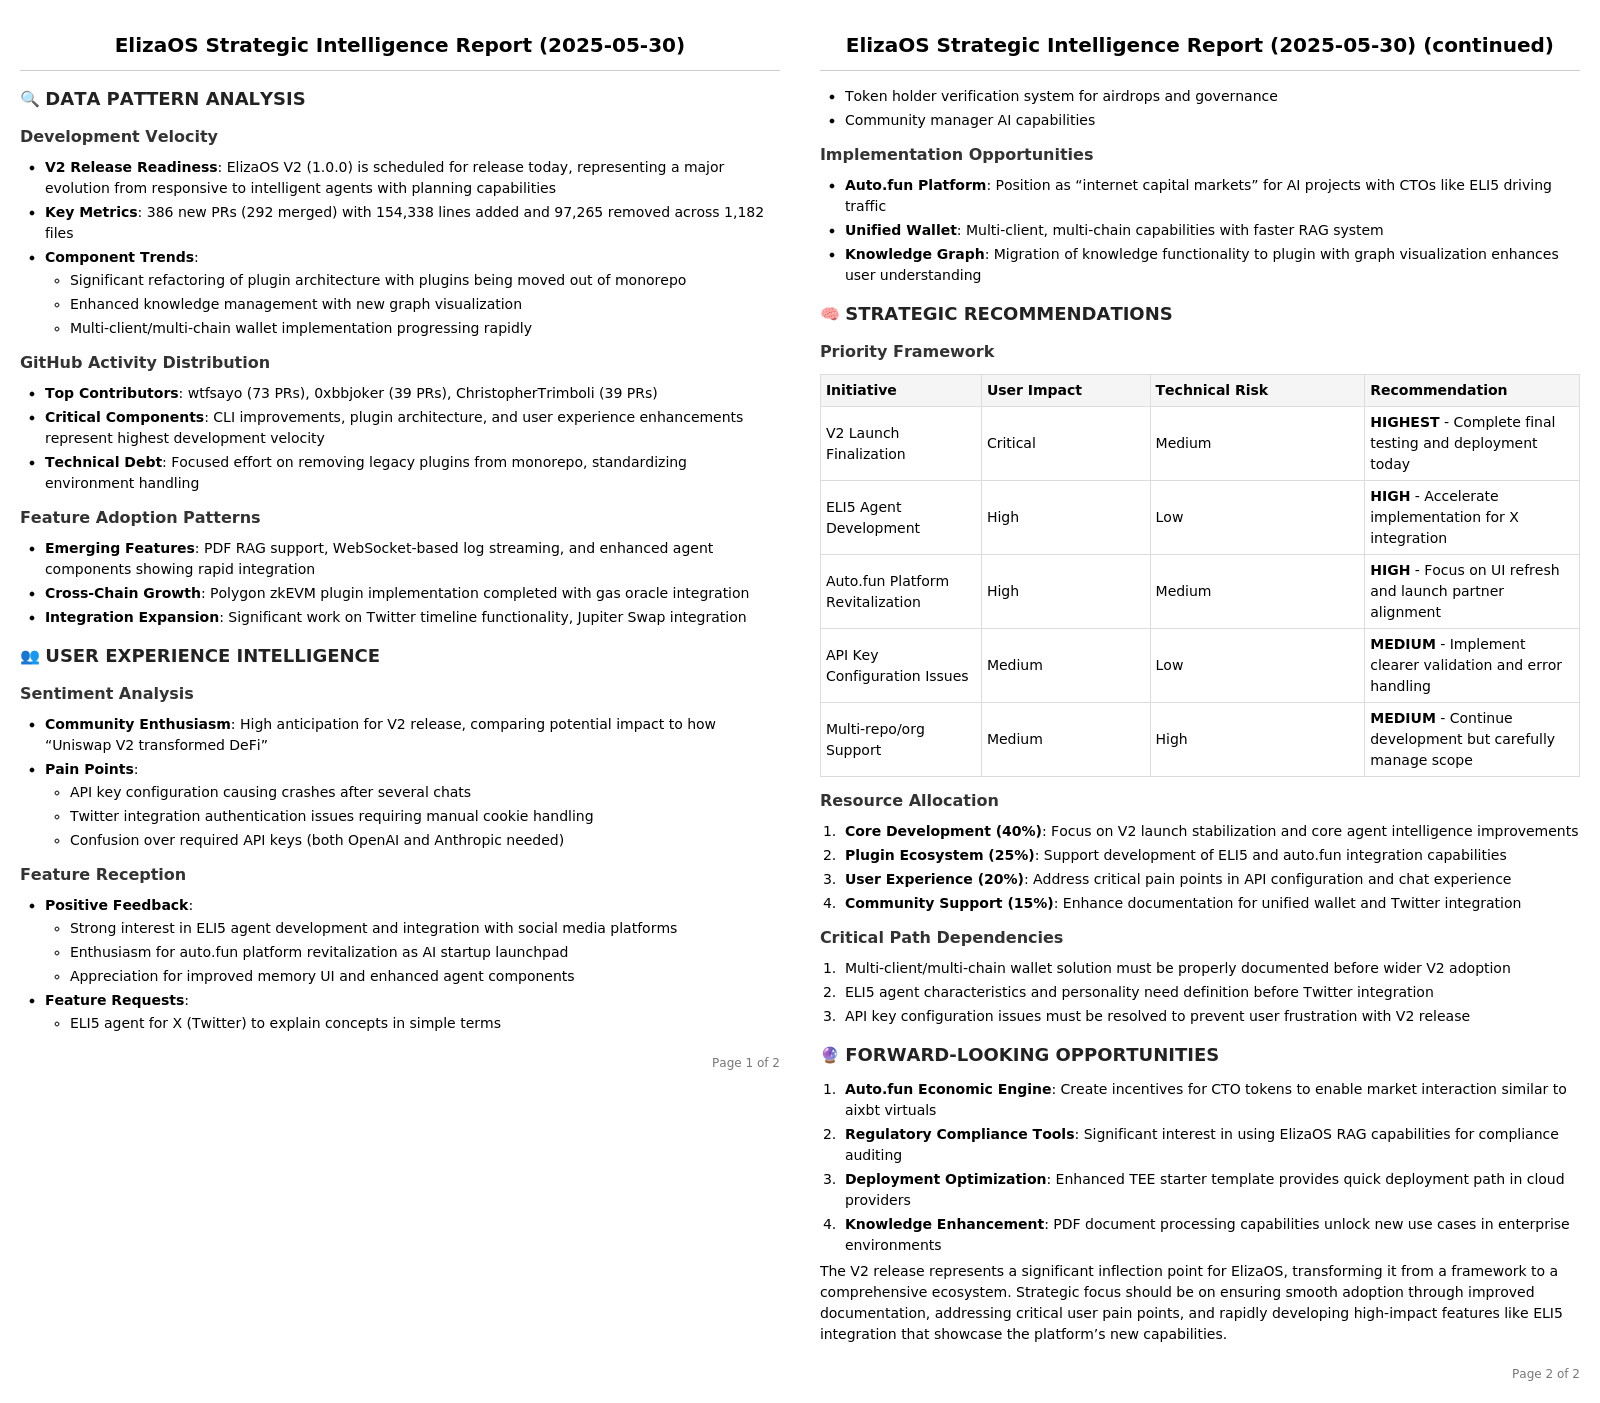 ElizaOS Strategic Intelligence Report (2025-05-30)
🔍 DATA PATTERN ANALYSIS
Development Velocity
• V2 Release Readiness: ElizaOS V2 (1.0.0) is scheduled for release today, representing a major
evolution from responsive to intelligent agents with planning capabilities
• Key Metrics: 386 new PRs (292 merged) with 154,338 lines added and 97,265 removed across 1,182
files
• Component Trends:
◦ Significant refactoring of plugin architecture with plugins being moved out of monorepo
◦ Enhanced knowledge management with new graph visualization
◦ Multi-client/multi-chain wallet implementation progressing rapidly
GitHub Activity Distribution
• Top Contributors: wtfsayo (73 PRs), 0xbbjoker (39 PRs), ChristopherTrimboli (39 PRs)
• Critical Components: CLI improvements, plugin architecture, and user experience enhancements
represent highest development velocity
• Technical Debt: Focused effort on removing legacy plugins from monorepo, standardizing
environment handling
Feature Adoption Patterns
• Emerging Features: PDF RAG support, WebSocket-based log streaming, and enhanced agent
components showing rapid integration
• Cross-Chain Growth: Polygon zkEVM plugin implementation completed with gas oracle integration
• Integration Expansion: Significant work on Twitter timeline functionality, Jupiter Swap integration
👥 USER EXPERIENCE INTELLIGENCE
Sentiment Analysis
• Community Enthusiasm: High anticipation for V2 release, comparing potential impact to how
“Uniswap V2 transformed DeFi”
• Pain Points:
◦ API key configuration causing crashes after several chats
◦ Twitter integration authentication issues requiring manual cookie handling
◦ Confusion over required API keys (both OpenAI and Anthropic needed)
Feature Reception
• Positive Feedback:
◦ Strong interest in ELI5 agent development and integration with social media platforms
◦ Enthusiasm for auto.fun platform revitalization as AI startup launchpad
◦ Appreciation for improved memory UI and enhanced agent components
• Feature Requests:
◦ ELI5 agent for X (Twitter) to explain concepts in simple terms
Page 1 of 2
ElizaOS Strategic Intelligence Report (2025-05-30) (continued)
• Token holder verification system for airdrops and governance
• Community manager AI capabilities
Implementation Opportunities
• Auto.fun Platform: Position as “internet capital markets” for AI projects with CTOs like ELI5 driving
traffic
• Unified Wallet: Multi-client, multi-chain capabilities with faster RAG system
• Knowledge Graph: Migration of knowledge functionality to plugin with graph visualization enhances
user understanding
🧠 STRATEGIC RECOMMENDATIONS
Priority Framework
Initiative User Impact Technical Risk Recommendation
V2 Launch
Finalization
Critical
Medium
HIGHEST - Complete final
testing and deployment
today
ELI5 Agent
Development
High
Low
HIGH - Accelerate
implementation for X
integration
Auto.fun Platform
Revitalization
High
Medium
HIGH - Focus on UI refresh
and launch partner
alignment
API Key
Configuration Issues
Medium
Low
MEDIUM - Implement
clearer validation and error
handling
Multi-repo/org
Support
Medium
High
MEDIUM - Continue
development but carefully
manage scope
Resource Allocation
1. Core Development (40%): Focus on V2 launch stabilization and core agent intelligence improvements
2. Plugin Ecosystem (25%): Support development of ELI5 and auto.fun integration capabilities
3. User Experience (20%): Address critical pain points in API configuration and chat experience
4. Community Support (15%): Enhance documentation for unified wallet and Twitter integration
Critical Path Dependencies
1. Multi-client/multi-chain wallet solution must be properly documented before wider V2 adoption
2. ELI5 agent characteristics and personality need definition before Twitter integration
3. API key configuration issues must be resolved to prevent user frustration with V2 release
🔮 FORWARD-LOOKING OPPORTUNITIES
1. Auto.fun Economic Engine: Create incentives for CTO tokens to enable market interaction similar to
aixbt virtuals
2. Regulatory Compliance Tools: Significant interest in using ElizaOS RAG capabilities for compliance
auditing
3. Deployment Optimization: Enhanced TEE starter template provides quick deployment path in cloud
providers
4. Knowledge Enhancement: PDF document processing capabilities unlock new use cases in enterprise
environments
The V2 release represents a significant inflection point for ElizaOS, transforming it from a framework to a
comprehensive ecosystem. Strategic focus should be on ensuring smooth adoption through improved
documentation, addressing critical user pain points, and rapidly developing high-impact features like ELI5
integration that showcase the platform’s new capabilities.
Page 2 of 2